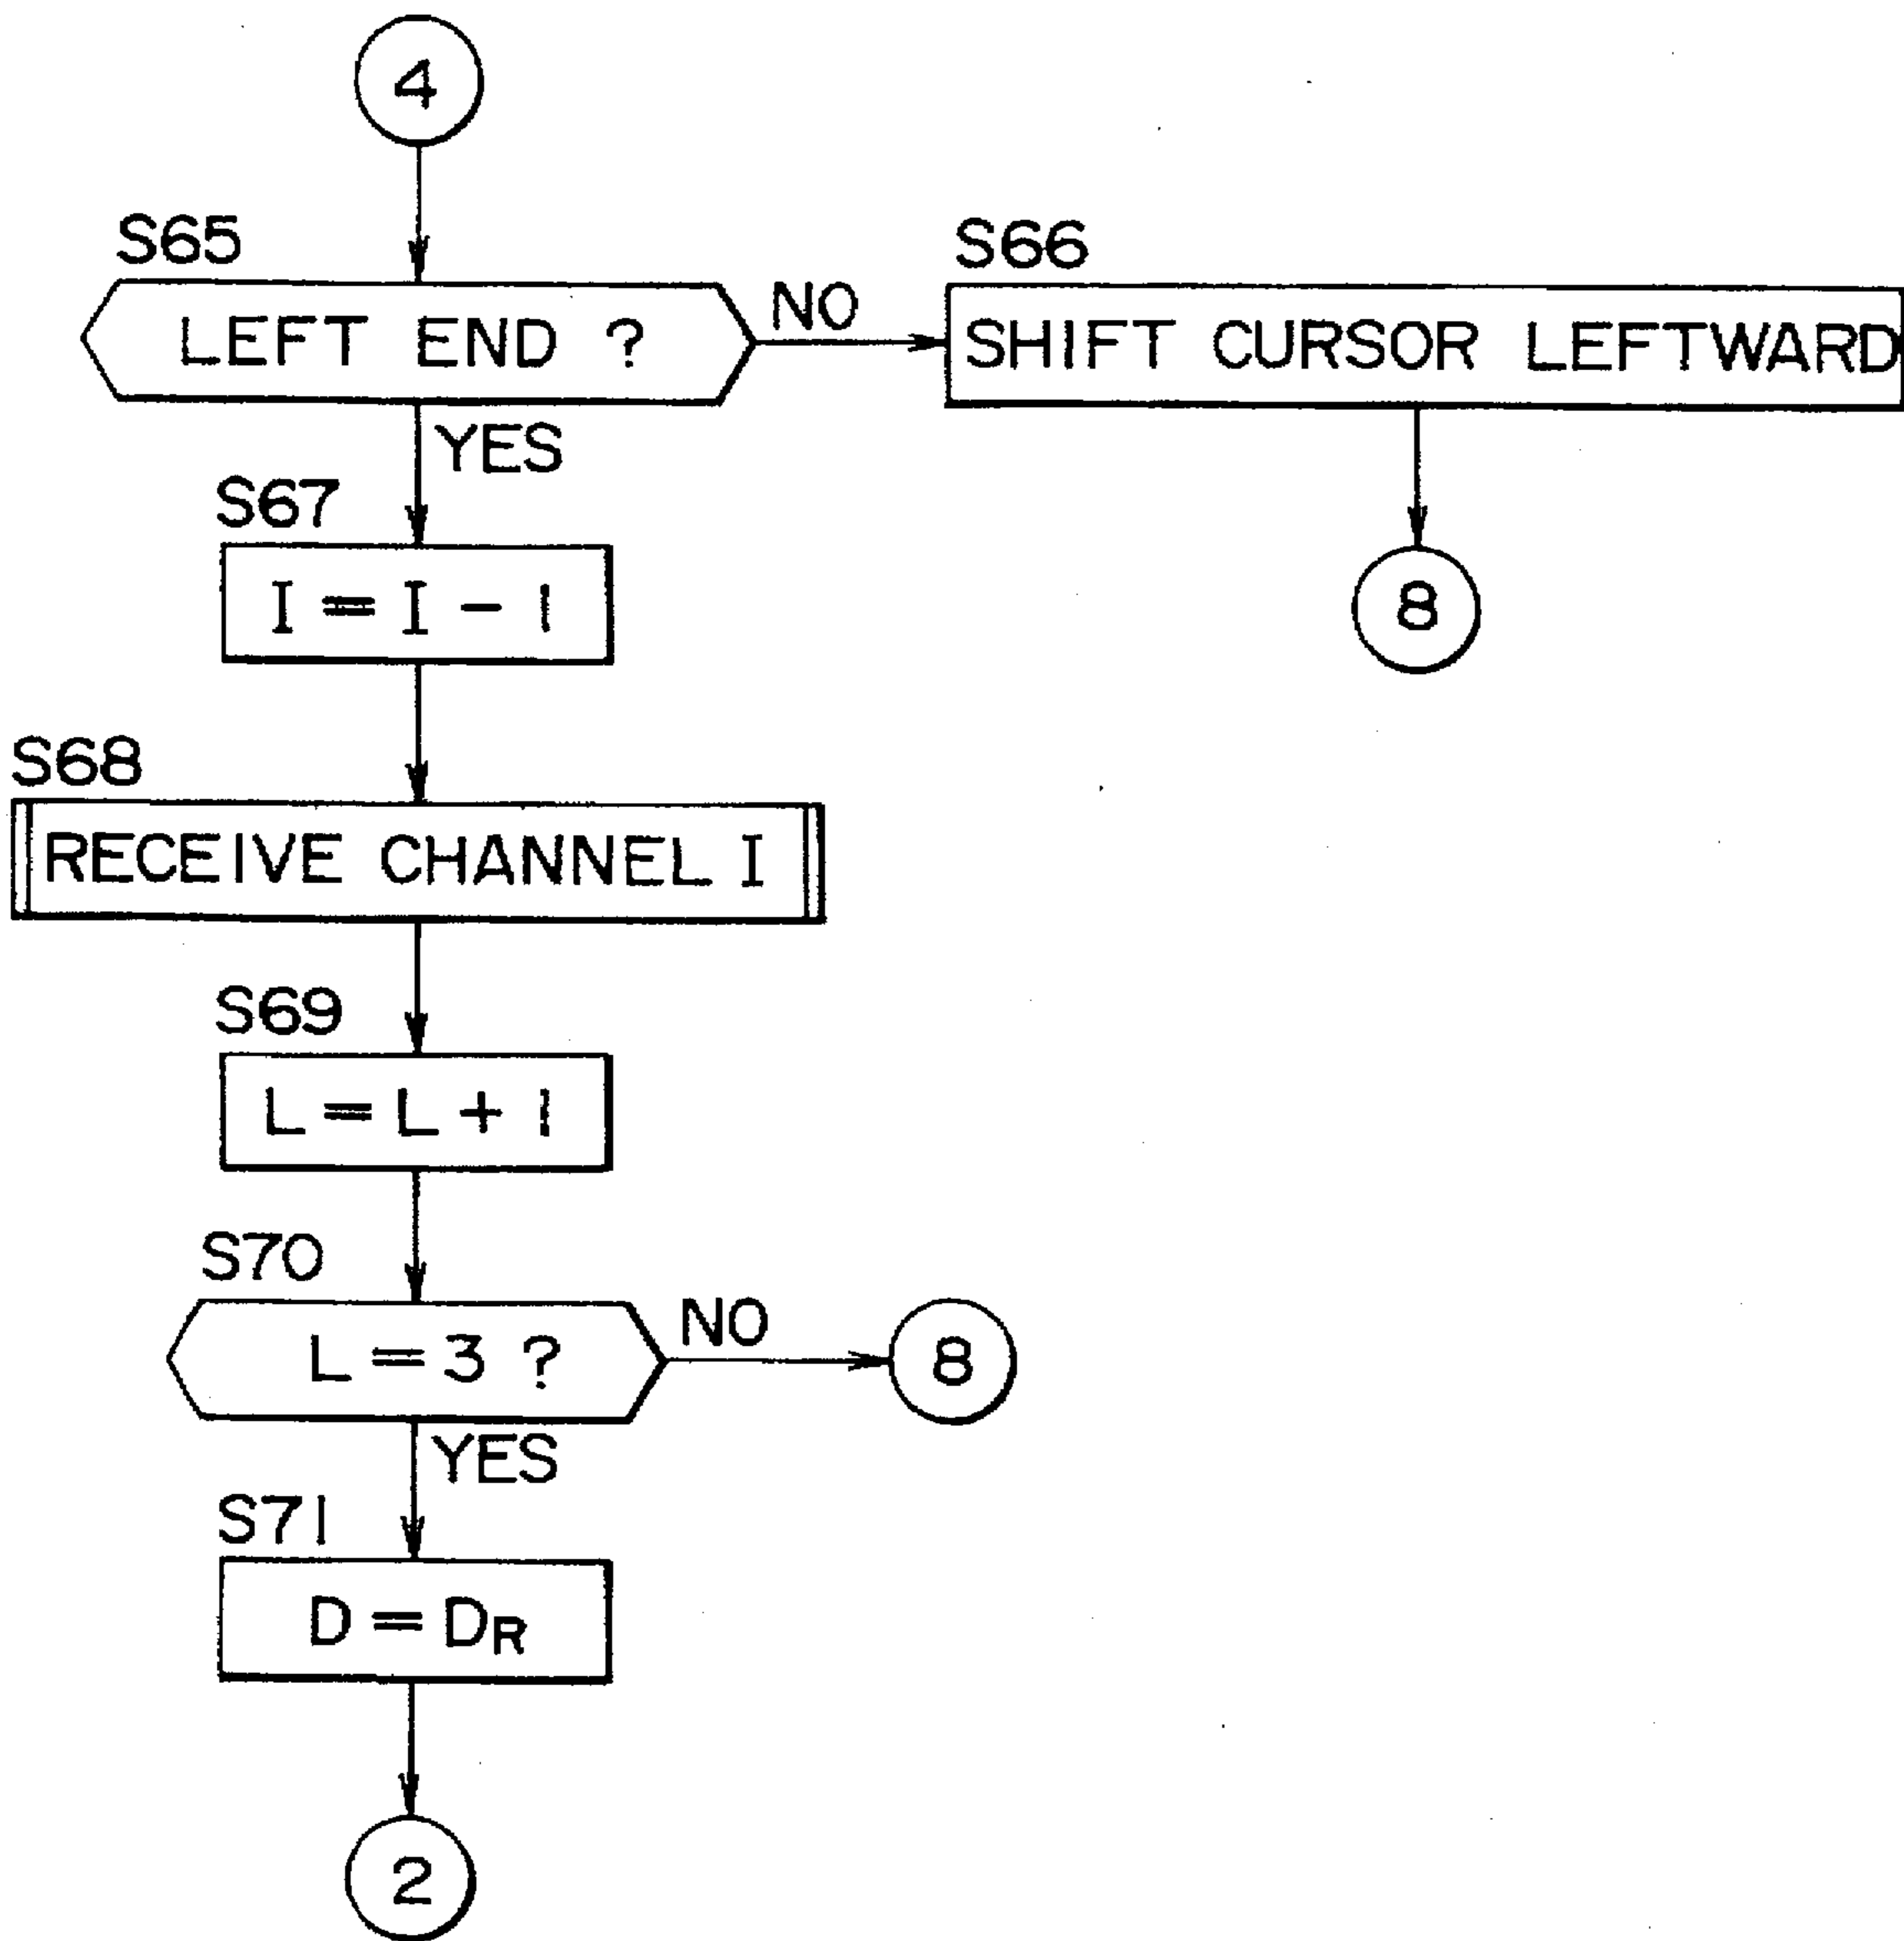 4
S65
LEFT END ?
NO
S66
SHIFT CURSOR LEFTWARD
8
YES
S67
I = I - 1
S68
RECEIVE CHANNEL I
S69
L = L + 1
S70
L = 3 ?
NO
8
YES
S71
D = DR
2